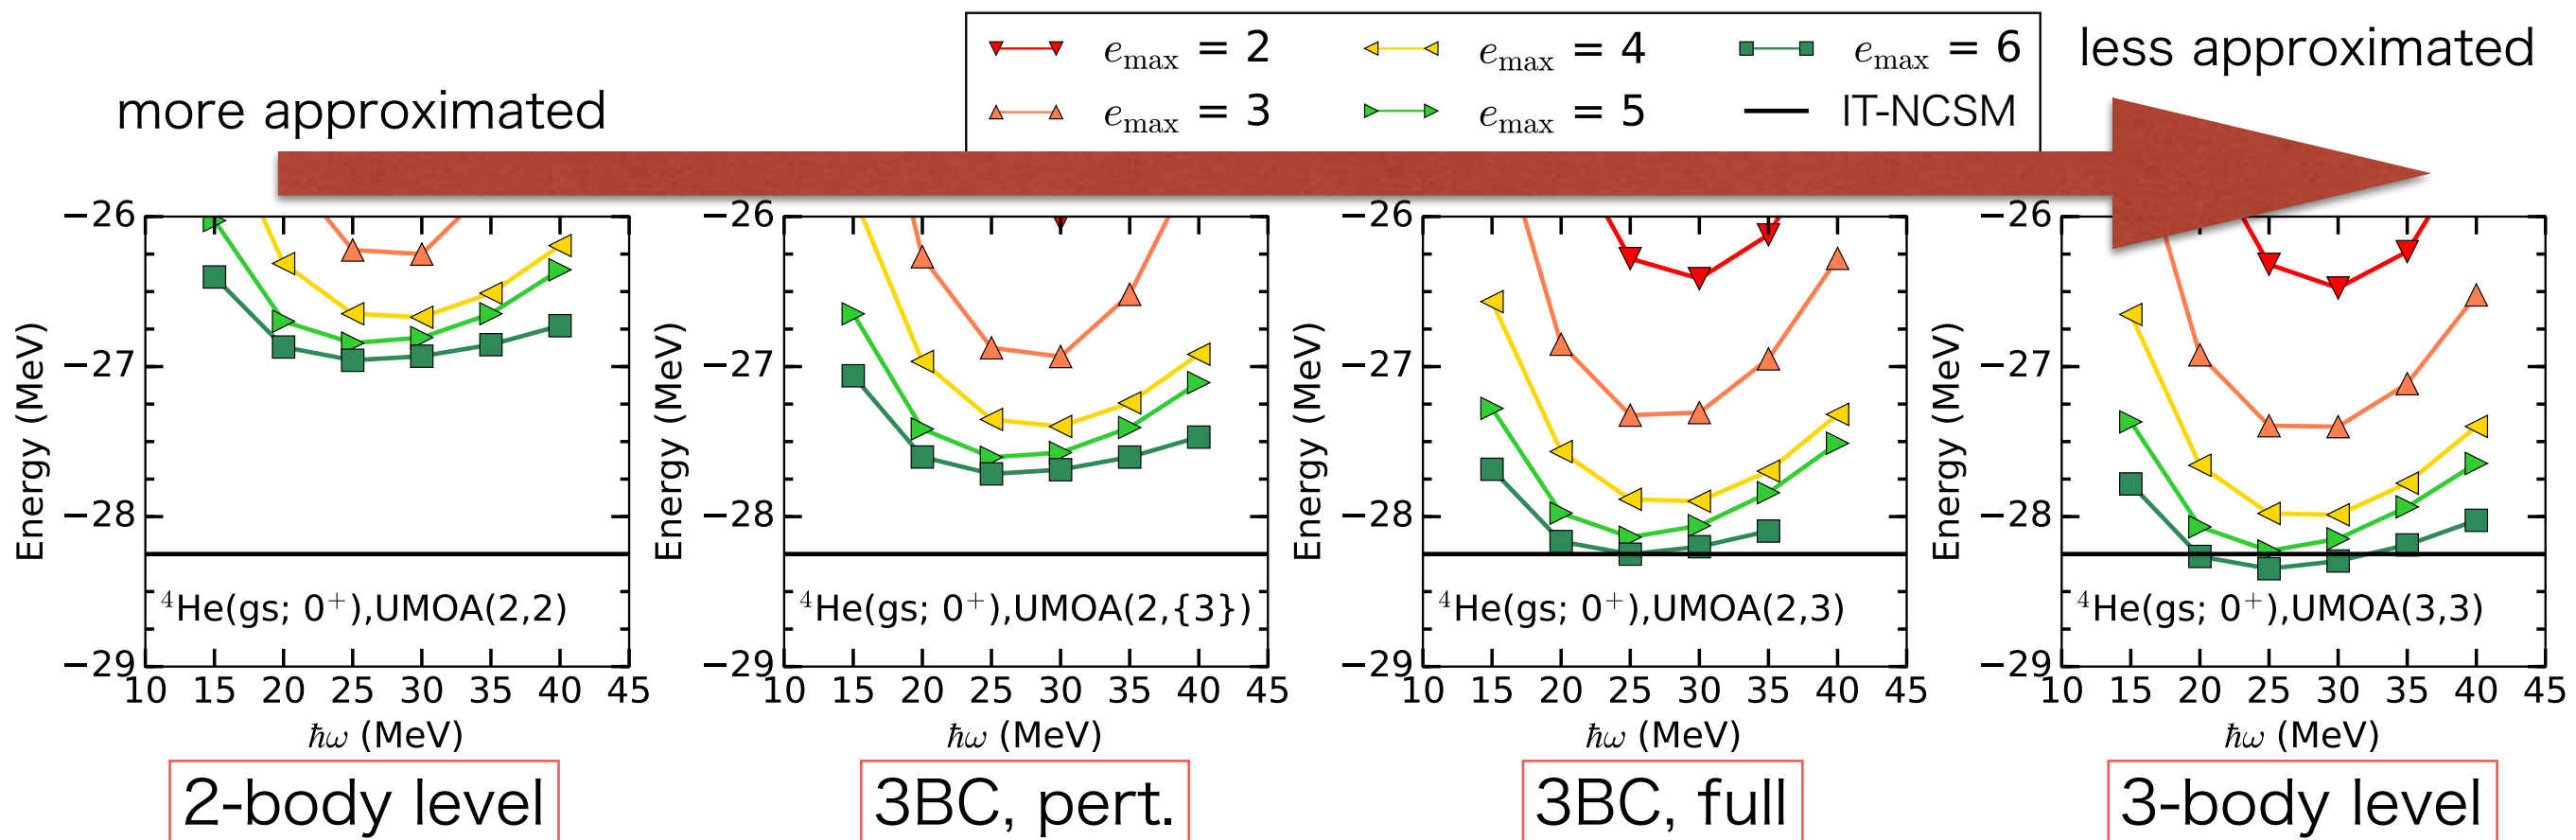 e_max = 2
e_max = 4
e_max = 6
less approximated
more approximated
e_max = 3
e_max = 5
IT-NCSM
Energy (MeV)
−26
−27
−28
−29
⁴He(gs; 0⁺),UMOA(2,2)
10 15 20 25 30 35 40 45
ħω (MeV)
2-body level
Energy (MeV)
−26
−27
−28
−29
⁴He(gs; 0⁺),UMOA(2,{3})
10 15 20 25 30 35 40 45
ħω (MeV)
3BC, pert.
Energy (MeV)
−26
−27
−28
−29
⁴He(gs; 0⁺),UMOA(2,3)
10 15 20 25 30 35 40 45
ħω (MeV)
3BC, full
Energy (MeV)
−26
−27
−28
−29
⁴He(gs; 0⁺),UMOA(3,3)
10 15 20 25 30 35 40 45
ħω (MeV)
3-body level